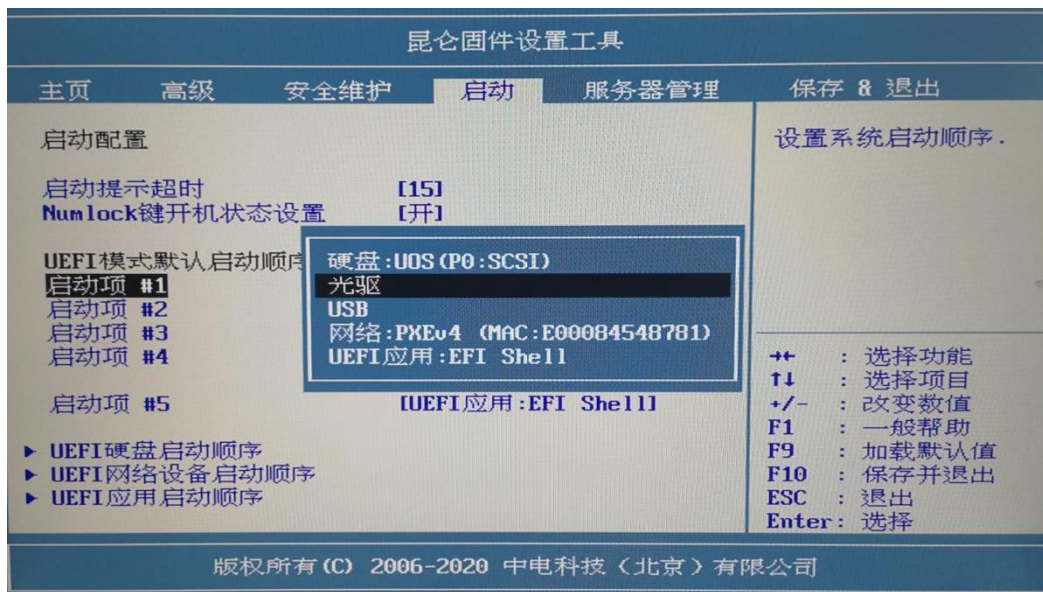 昆仑固件设置工具
主页 高级 安全维护 启动 服务器管理 保存 & 退出
启动配置
启动提示超时 [15]
Numlock键开机状态设置 [开]
UEFI模式默认启动顺序
启动项 #1
启动项 #2
启动项 #3
启动项 #4
启动项 #5 [UEFI应用:EFI Shell]
▶ UEFI硬盘启动顺序
▶ UEFI网络设备启动顺序
▶ UEFI应用启动顺序
硬盘:UOS(P0:SCSI)
光驱
USB
网络:PXEv4 (MAC:E00084548781)
UEFI应用:EFI Shell
设置系统启动顺序.
→← : 选择功能
↑↓ : 选择项目
+/- : 改变数值
F1 : 一般帮助
F9 : 加载默认值
F10 : 保存并退出
ESC : 退出
Enter: 选择
版权所有(C) 2006-2020 中电科技（北京）有限公司